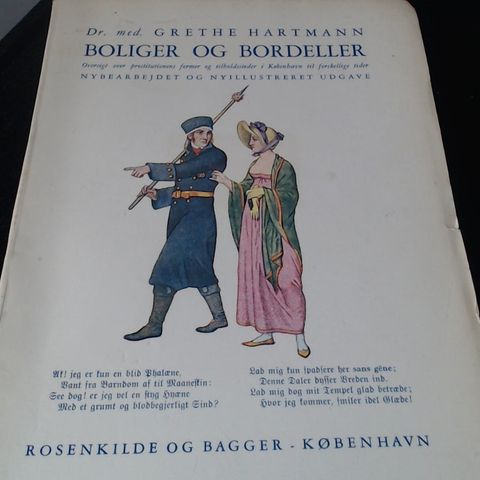 Dr. med. GRETHE HARTMANN
BOLIGER OG BORDELLER
Oversigt over prostitutionens former og tilholdssteder i København til forskellige tider
NYBEARBEJDET OG NYILLUSTRERET UDGAVE
Ak! jeg er kun en blid Phalæne,
Vant fra Barndom af til Maaneskin:
See dog! er jeg vel en slig Hyæne
Med et grumt og blodbegjerligt Sind?
Lad mig kun spadsere her sans gêne;
Denne Daler dysser Vreden ind.
Lad mig dog mit Tempel glad betræde;
Hvor jeg kommer, smiler idel Glæde!
ROSENKILDE OG BAGGER - KØBENHAVN